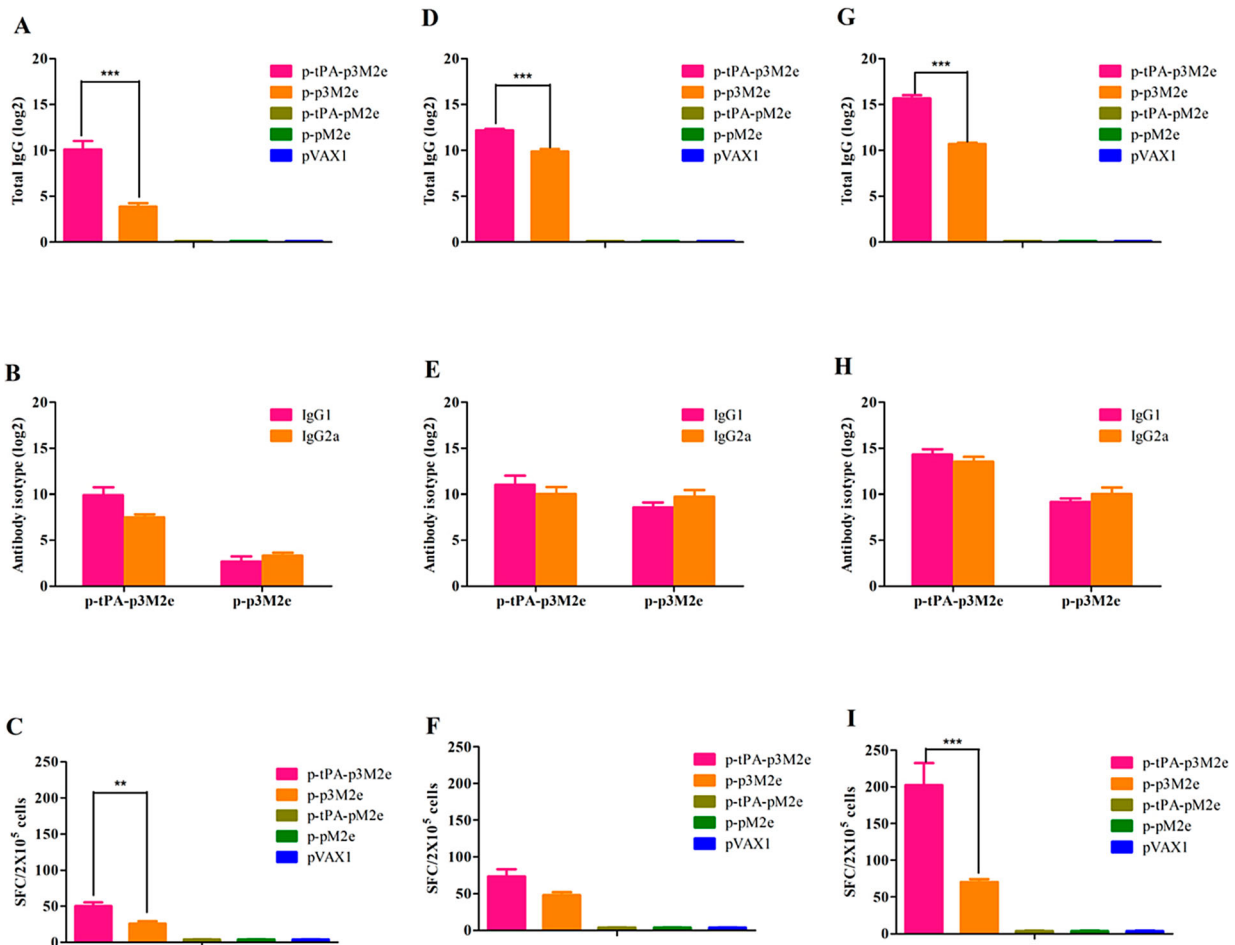 A
Total IgG (log2)
20
15
10
5
0
***
p-tPA-p3M2e
p-p3M2e
p-tPA-pM2e
p-pM2e
pVAX1
D
Total IgG (log2)
20
15
10
5
0
***
p-tPA-p3M2e
p-p3M2e
p-tPA-pM2e
p-pM2e
pVAX1
G
Total IgG (log2)
20
15
10
5
0
***
p-tPA-p3M2e
p-p3M2e
p-tPA-pM2e
p-pM2e
pVAX1
B
Antibody isotype (log2)
20
15
10
5
0
IgG1
IgG2a
p-tPA-p3M2e p-p3M2e
E
Antibody isotype (log2)
20
15
10
5
0
IgG1
IgG2a
p-tPA-p3M2e p-p3M2e
H
Antibody isotype (log2)
20
15
10
5
0
IgG1
IgG2a
p-tPA-p3M2e p-p3M2e
C
SFC/2X10⁵ cells
250
200
150
100
50
0
**
p-tPA-p3M2e
p-p3M2e
p-tPA-pM2e
p-pM2e
pVAX1
F
SFC/2X10⁵ cells
250
200
150
100
50
0
p-tPA-p3M2e
p-p3M2e
p-tPA-pM2e
p-pM2e
pVAX1
I
SFC/2X10⁵ cells
250
200
150
100
50
0
***
p-tPA-p3M2e
p-p3M2e
p-tPA-pM2e
p-pM2e
pVAX1